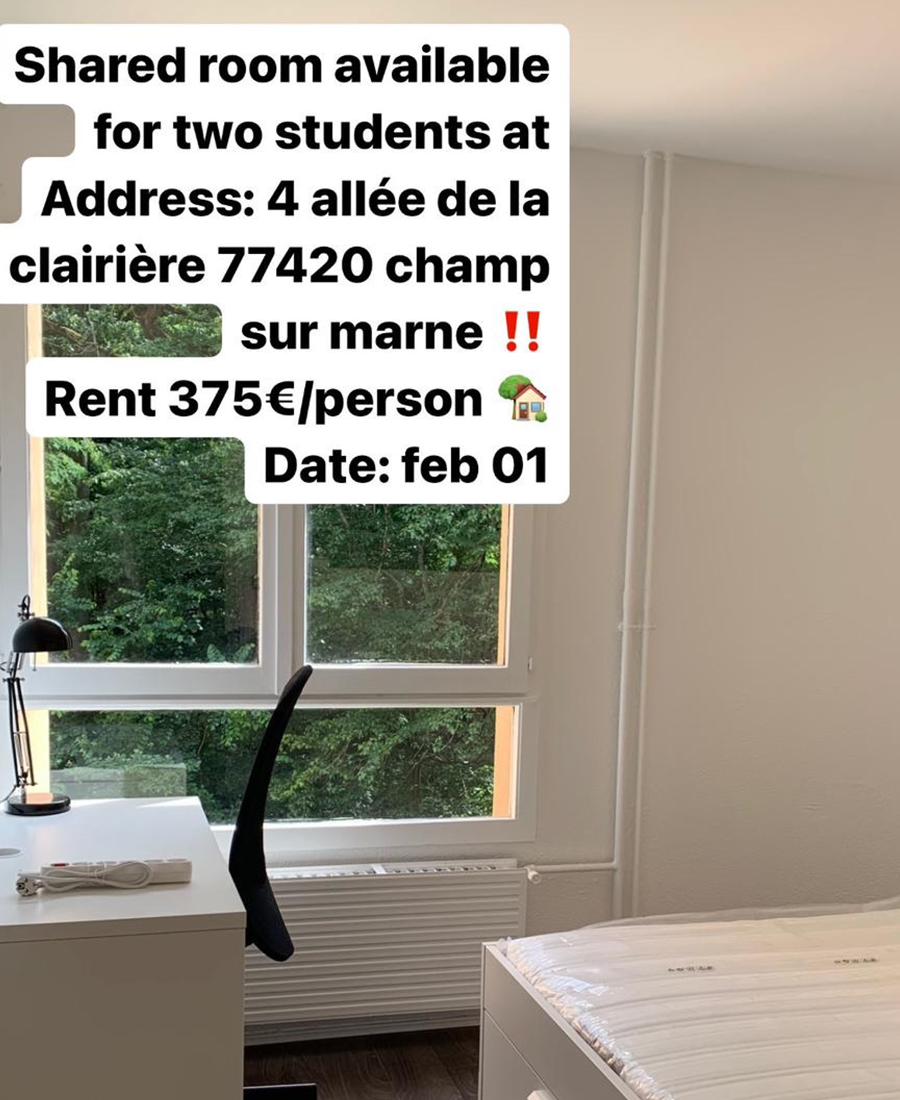 Shared room available
for two students at
Address: 4 allée de la
clairière 77420 champ
sur marne ‼️
Rent 375€/person 🏡
Date: feb 01